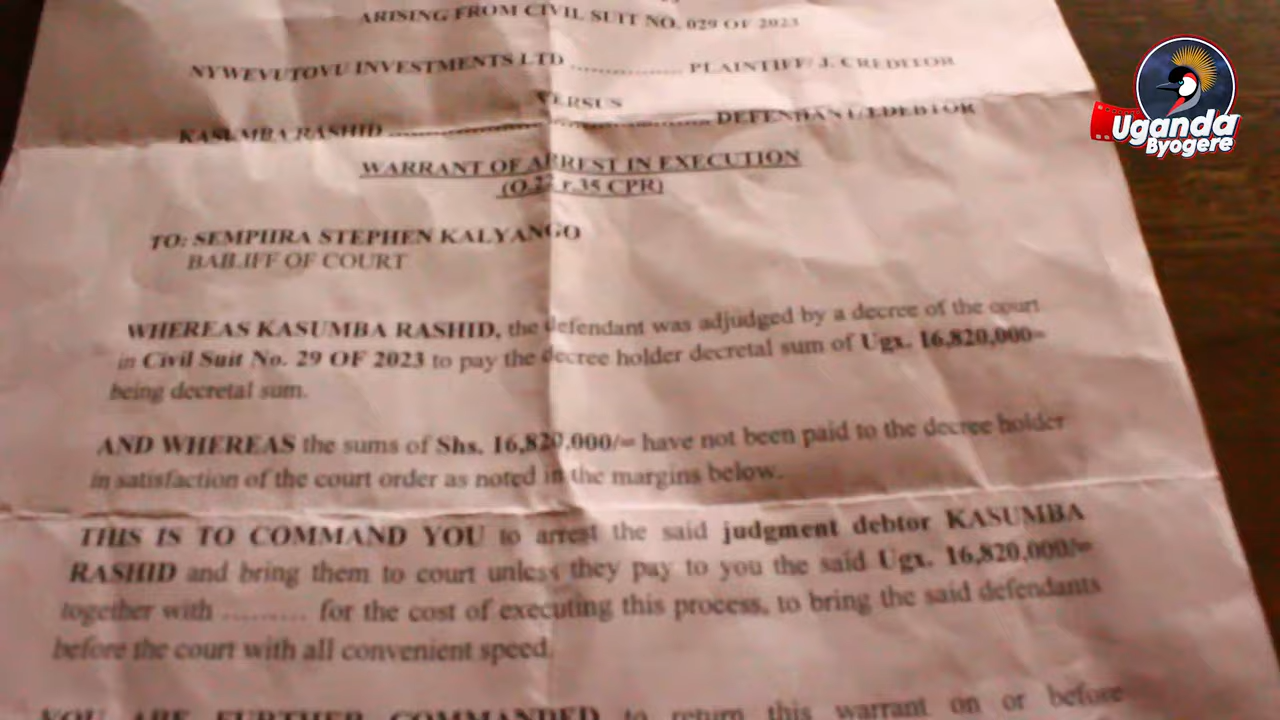 ARISING FROM CIVIL SUIT NO. 029 OF 2023
NYWEVUTOVU INVESTMENTS LTD ................ PLAINTIFF/ J. CREDITOR
VERSUS
KASUMBA RASHID ................................ DEFENDANT/J.DEBTOR
WARRANT OF ARREST IN EXECUTION
(O.22 r.35 CPR)
TO: SEMPIIRA STEPHEN KALYANGO
BAILIFF OF COURT
WHEREAS KASUMBA RASHID, the defendant was adjudged by a decree of the court
in Civil Suit No. 29 OF 2023 to pay the decree holder decretal sum of Ugx. 16,820,000=
being decretal sum.
AND WHEREAS the sums of Shs. 16,820,000/= have not been paid to the decree holder
in satisfaction of the court order as noted in the margins below.
THIS IS TO COMMAND YOU to arrest the said judgment debtor KASUMBA
RASHID and bring them to court unless they pay to you the said Ugx. 16,820,000/=
together with .......... for the cost of executing this process, to bring the said defendants
before the court with all convenient speed.
YOU ARE FURTHER COMMANDED to return this warrant on or before
Uganda
Byogere